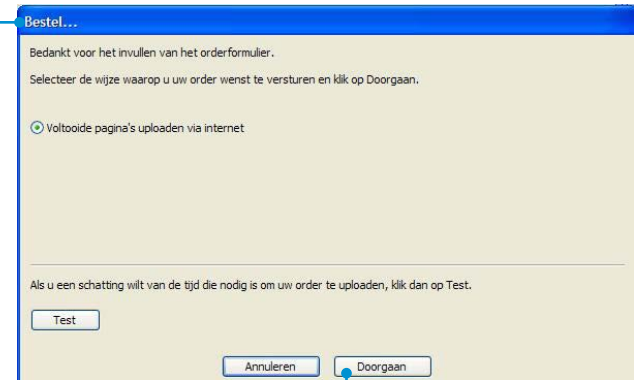 Bestel...
Bedankt voor het invullen van het orderformulier.
Selecteer de wijze waarop u uw order wenst te versturen en klik op Doorgaan.
Voltooide pagina's uploaden via internet
Als u een schatting wilt van de tijd die nodig is om uw order te uploaden, klik dan op Test.
Test
Annuleren Doorgaan